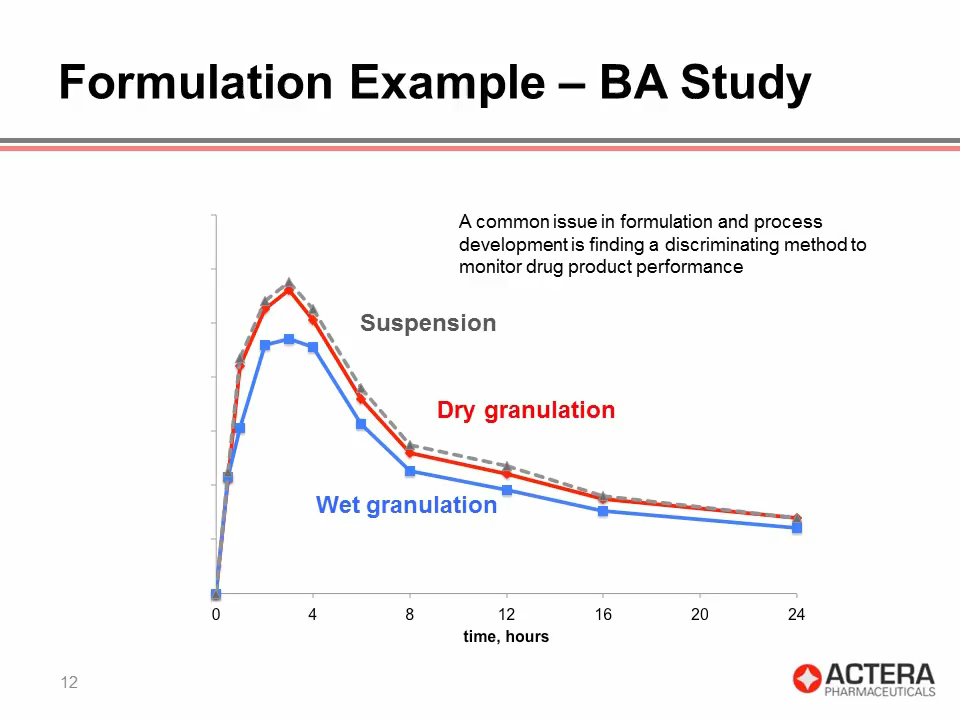 Formulation Example – BA Study
A common issue in formulation and process
development is finding a discriminating method to
monitor drug product performance
Suspension
Dry granulation
Wet granulation
0
4
8
12
16
20
24
time, hours
12
ACTERA
PHARMACEUTICALS